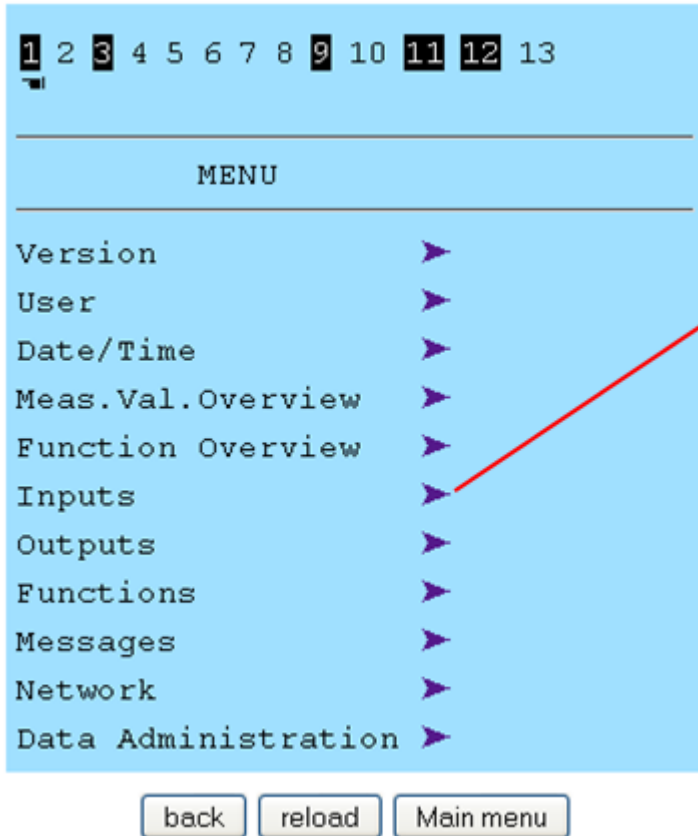 1 2 3 4 5 6 7 8 9 10 11 12 13
MENU
Version
User
Date/Time
Meas.Val.Overview
Function Overview
Inputs
Outputs
Functions
Messages
Network
Data Administration
back reload Main menu